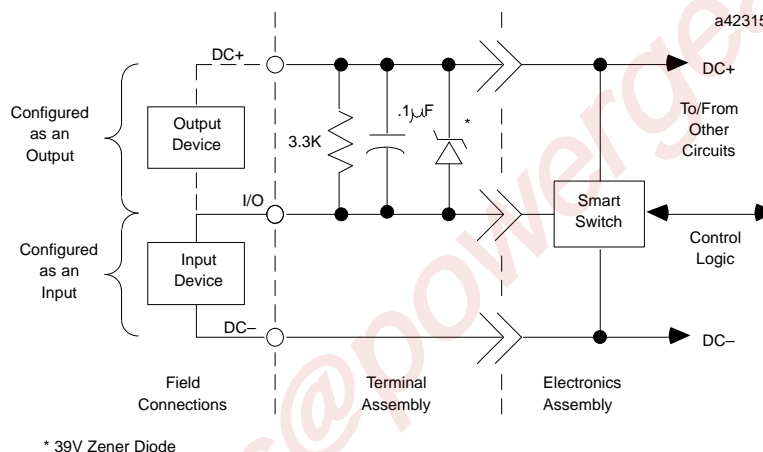 a42315
DC+
Configured
as an
Output
Output
Device
3.3K
.1μF
*
DC+
To/From
Other
Circuits
I/O
Smart
Switch
Configured
as an
Input
Input
Device
Control
Logic
DC–
DC–
Field
Connections
Terminal
Assembly
Electronics
Assembly
* 39V Zener Diode
s@powerge